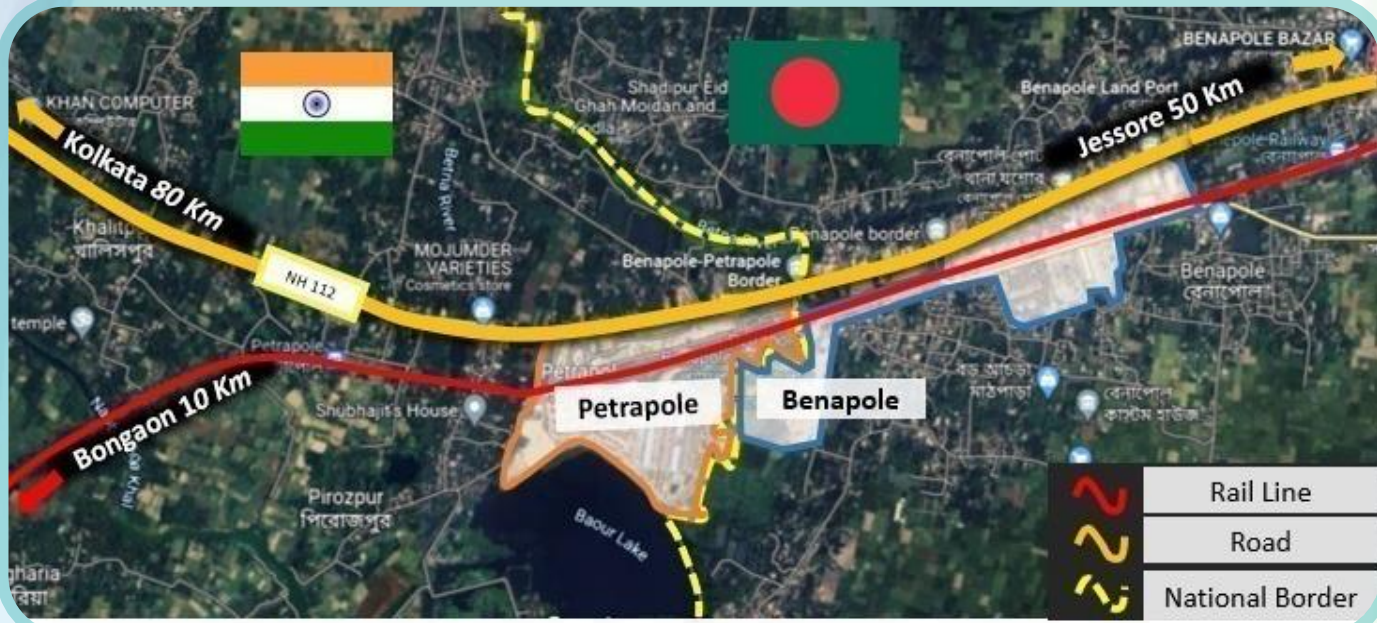 BENAPOLE BAZAR
KHAN COMPUTER
Shadipur Eid
Ghah Moidan and
Benapole Land Port
Jessore 50 Km
Kolkata 80 Km
Betna River
বেনাপোল
Khalitp
খালিসপুর
MOJUMDER
VARIETIES
Cosmetics store
Benapole border
Benapole-Petrapole
Border
NH 112
Benapole
বেনাপোল
temple
Petrapole
Petrapole
Benapole
Shubhajit's House
বেনাপোল
কাস্টম হাউজ
Bongaon 10 Km
Pirozpur
পিরোজপুর
Baour Lake
Rail Line
Road
National Border